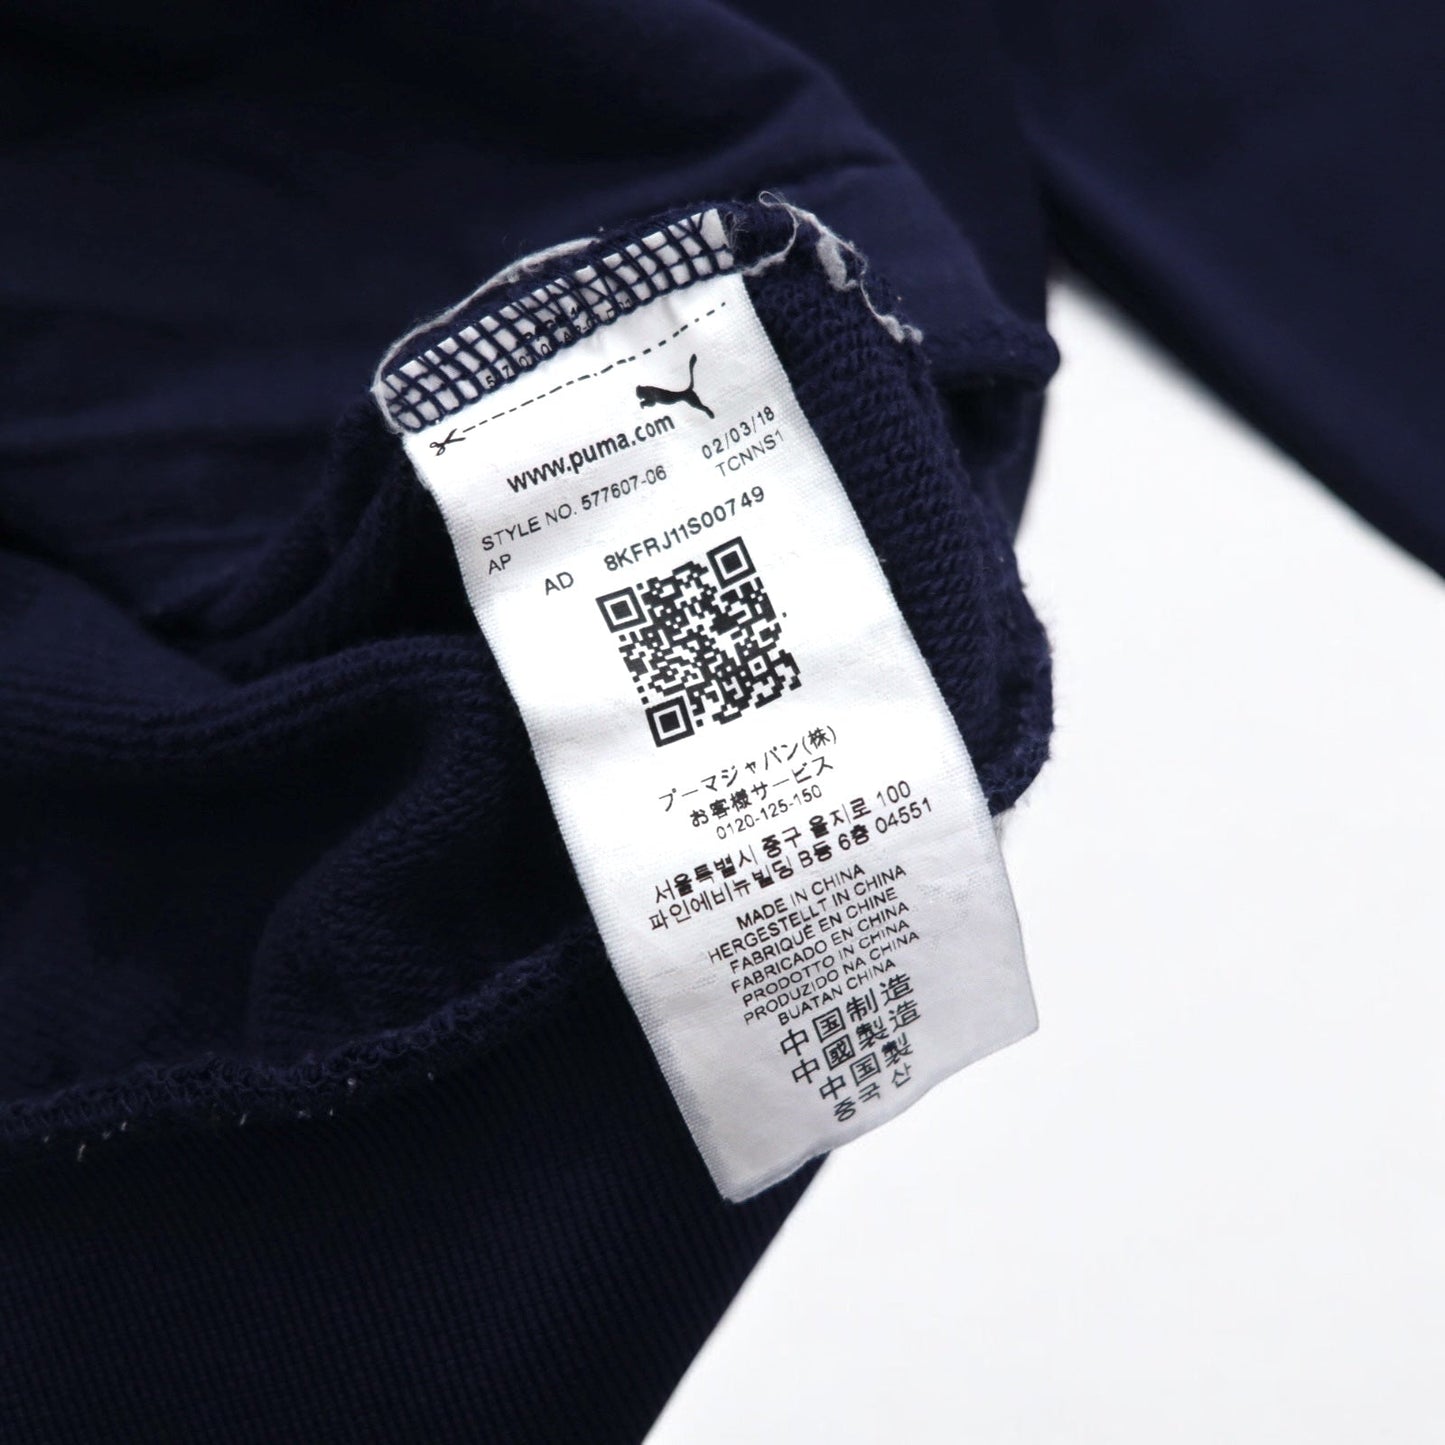 www.puma.com
STYLE NO. 577607-06 02/03/18
AP TCNNS1
AD 8KFRJ11S00749
プーマジャパン(株)
お客様サービス
0120-125-150
서울특별시 중구 을지로 100
파인에비뉴빌딩 B동 6층 04551
MADE IN CHINA
HERGESTELLT IN CHINA
FABRIQUÉ EN CHINE
FABRICADO EN CHINA
PRODOTTO IN CHINA
PRODUZIDO NA CHINA
BUATAN CHINA
中国制造
中國製造
中国製
중국산